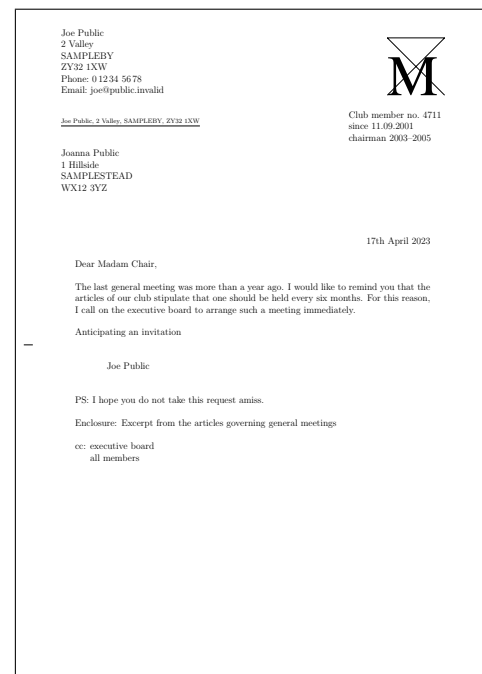 Joe Public
2 Valley
SAMPLEBY
ZY32 1XW
Phone: 0 12 34 56 78
Email: joe@public.invalid
M
Club member no. 4711
since 11.09.2001
chairman 2003–2005
Joe Public, 2 Valley, SAMPLEBY, ZY32 1XW
Joanna Public
1 Hillside
SAMPLESTEAD
WX12 3YZ
17th April 2023
Dear Madam Chair,
The last general meeting was more than a year ago. I would like to remind you that the
articles of our club stipulate that one should be held every six months. For this reason,
I call on the executive board to arrange such a meeting immediately.
Anticipating an invitation
Joe Public
PS: I hope you do not take this request amiss.
Enclosure: Excerpt from the articles governing general meetings
cc: executive board
all members